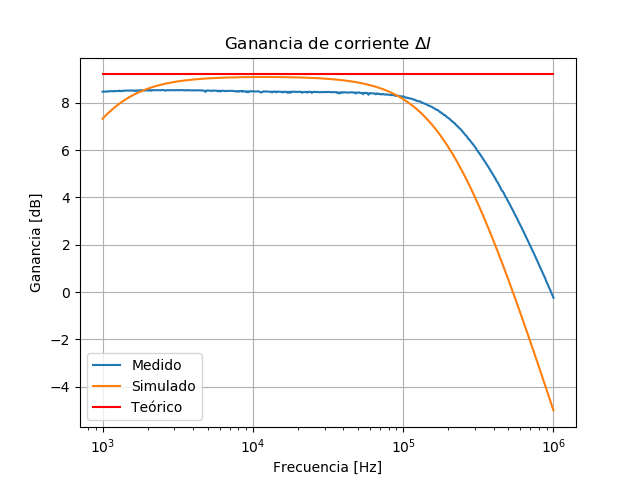 Ganancia de corriente ΔI
Ganancia [dB]
8
6
4
2
0
−2
−4
Medido
Simulado
Teórico
10³
10⁴
10⁵
10⁶
Frecuencia [Hz]